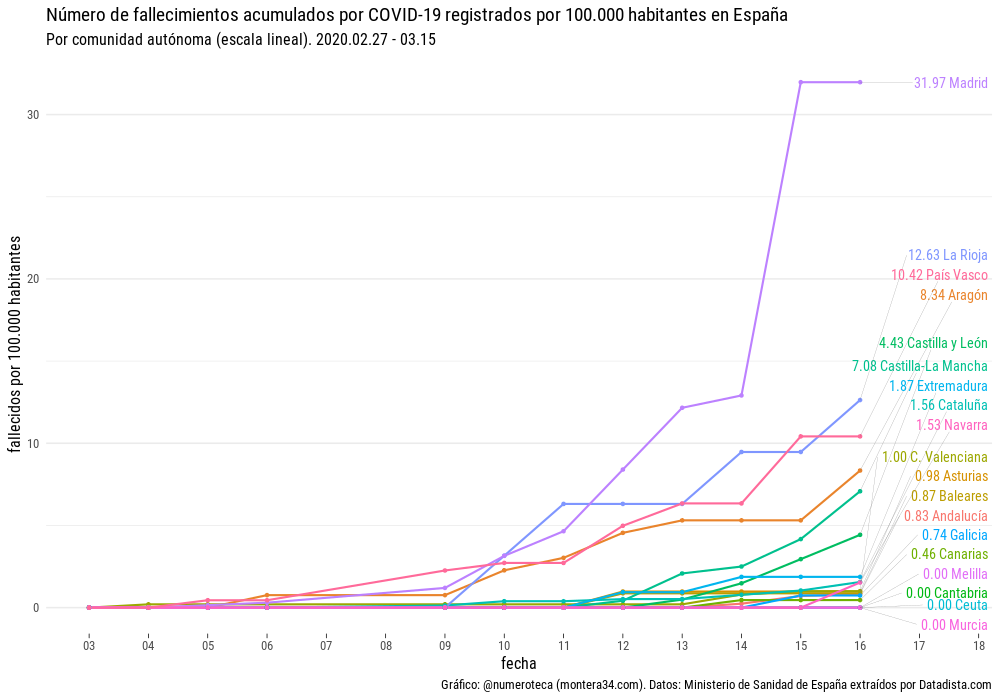 Número de fallecimientos acumulados por COVID-19 registrados por 100.000 habitantes en España
Por comunidad autónoma (escala lineal). 2020.02.27 - 03.15
fallecidos por 100.000 habitantes
30
20
10
0
31.97 Madrid
12.63 La Rioja
10.42 País Vasco
8.34 Aragón
4.43 Castilla y León
7.08 Castilla-La Mancha
1.87 Extremadura
1.56 Cataluña
1.53 Navarra
1.00 C. Valenciana
0.98 Asturias
0.87 Baleares
0.83 Andalucía
0.74 Galicia
0.46 Canarias
0.00 Melilla
0.00 Cantabria
0.00 Ceuta
0.00 Murcia
03 04 05 06 07 08 09 10 11 12 13 14 15 16 17 18
fecha
Gráfico: @numeroteca (montera34.com). Datos: Ministerio de Sanidad de España extraídos por Datadista.com